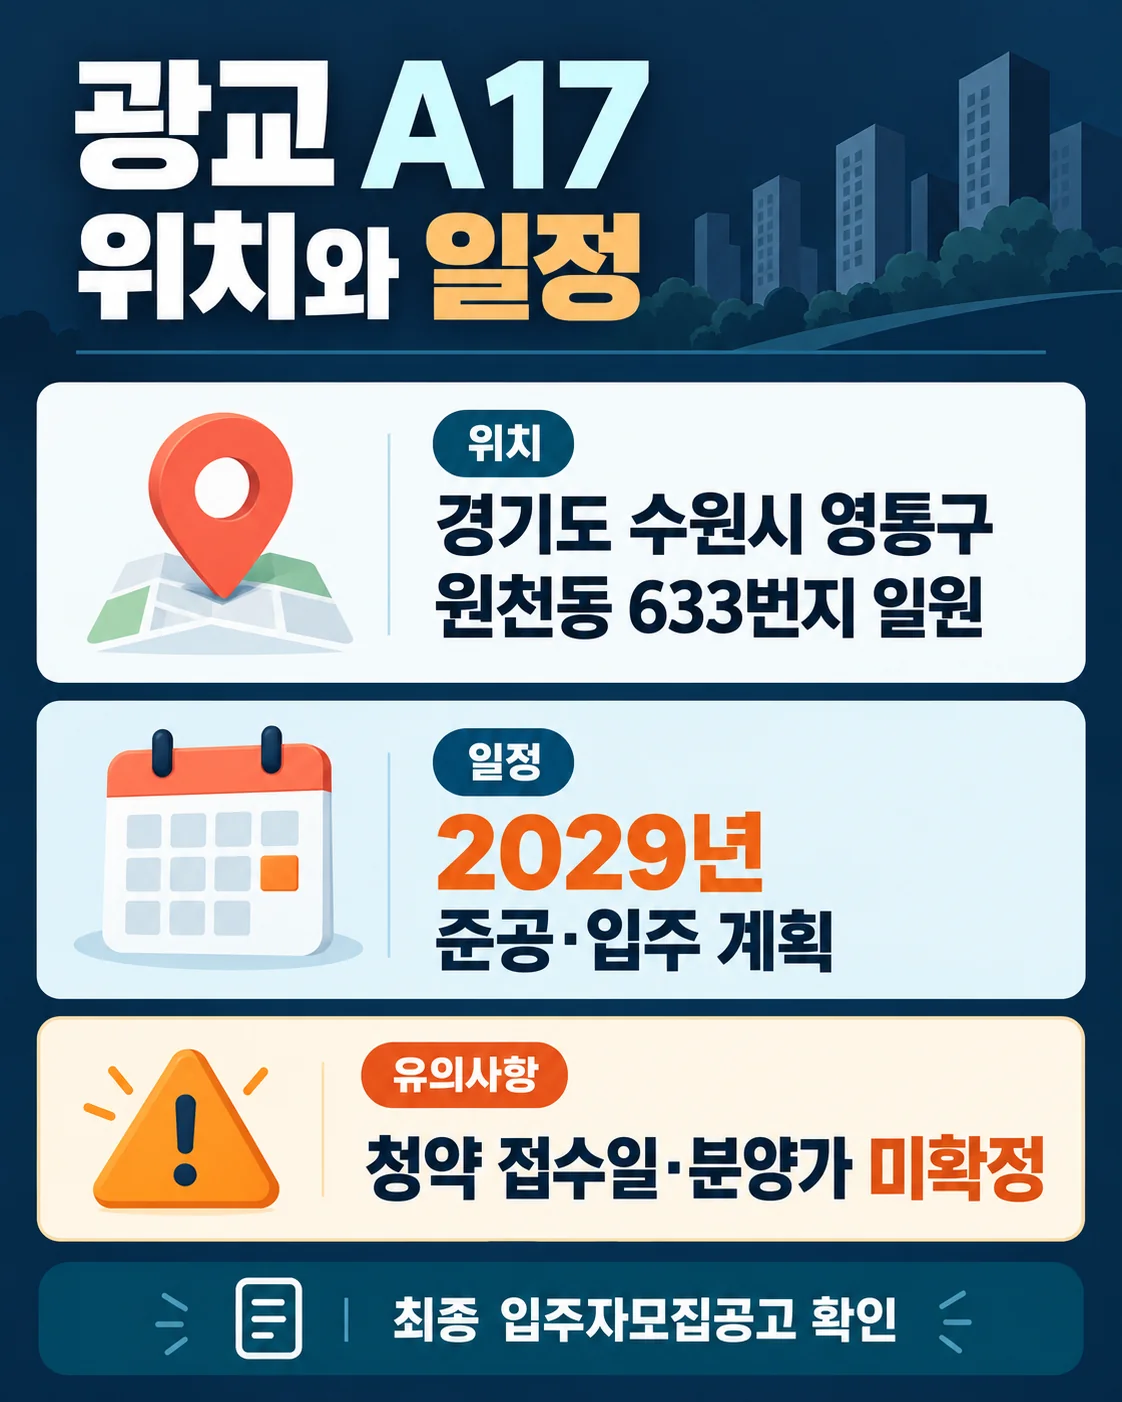 광교 A17
위치와 일정
위치
경기도 수원시 영통구
원천동 633번지 일원
일정
2029년
준공·입주 계획
유의사항
청약 접수일·분양가 미확정
최종 입주자모집공고 확인